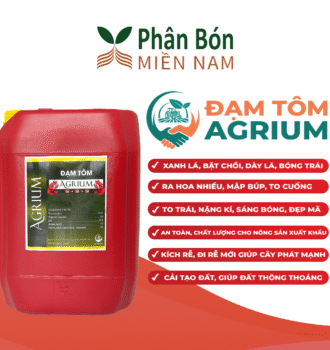 Phân Bón
MIỀN NAM
ĐẠM TÔM
AGRIUM
ĐẠM TÔM
AGRIUM
AGRIUM
XANH LÁ, BẬT CHỒI, DÀY LÁ, BÓNG TRÁI
RA HOA NHIỀU, MẬP BÚP, TO CUỐNG
TO TRÁI, NẶNG KÍ, SÁNG BÓNG, ĐẸP MÃ
AN TOÀN, CHẤT LƯỢNG CHO NÔNG SẢN XUẤT KHẨU
KÍCH RỄ, ĐI RỄ MỚI GIÚP CÂY PHÁT MẠNH
CẢI TẠO ĐẤT, GIÚP ĐẤT THÔNG THOÁNG